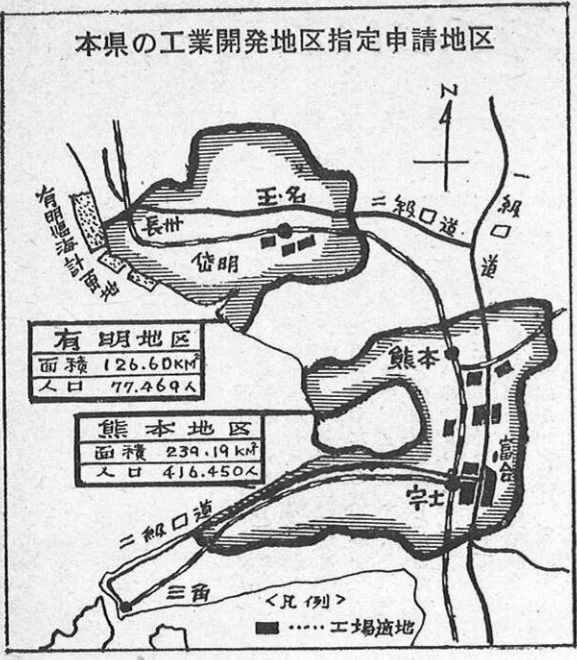 本県の工業開発地区指定申請地区
N
一級口道
二級口道
玉名
長州
岱明
有明臨海計画地
有明地区
面積 126.60KM²
人口 77.469人
熊本
熊本地区
面積 239.19KM²
人口 416.450人
富合
宇土
二級口道
三角
<凡例>
■ ····· 工場適地